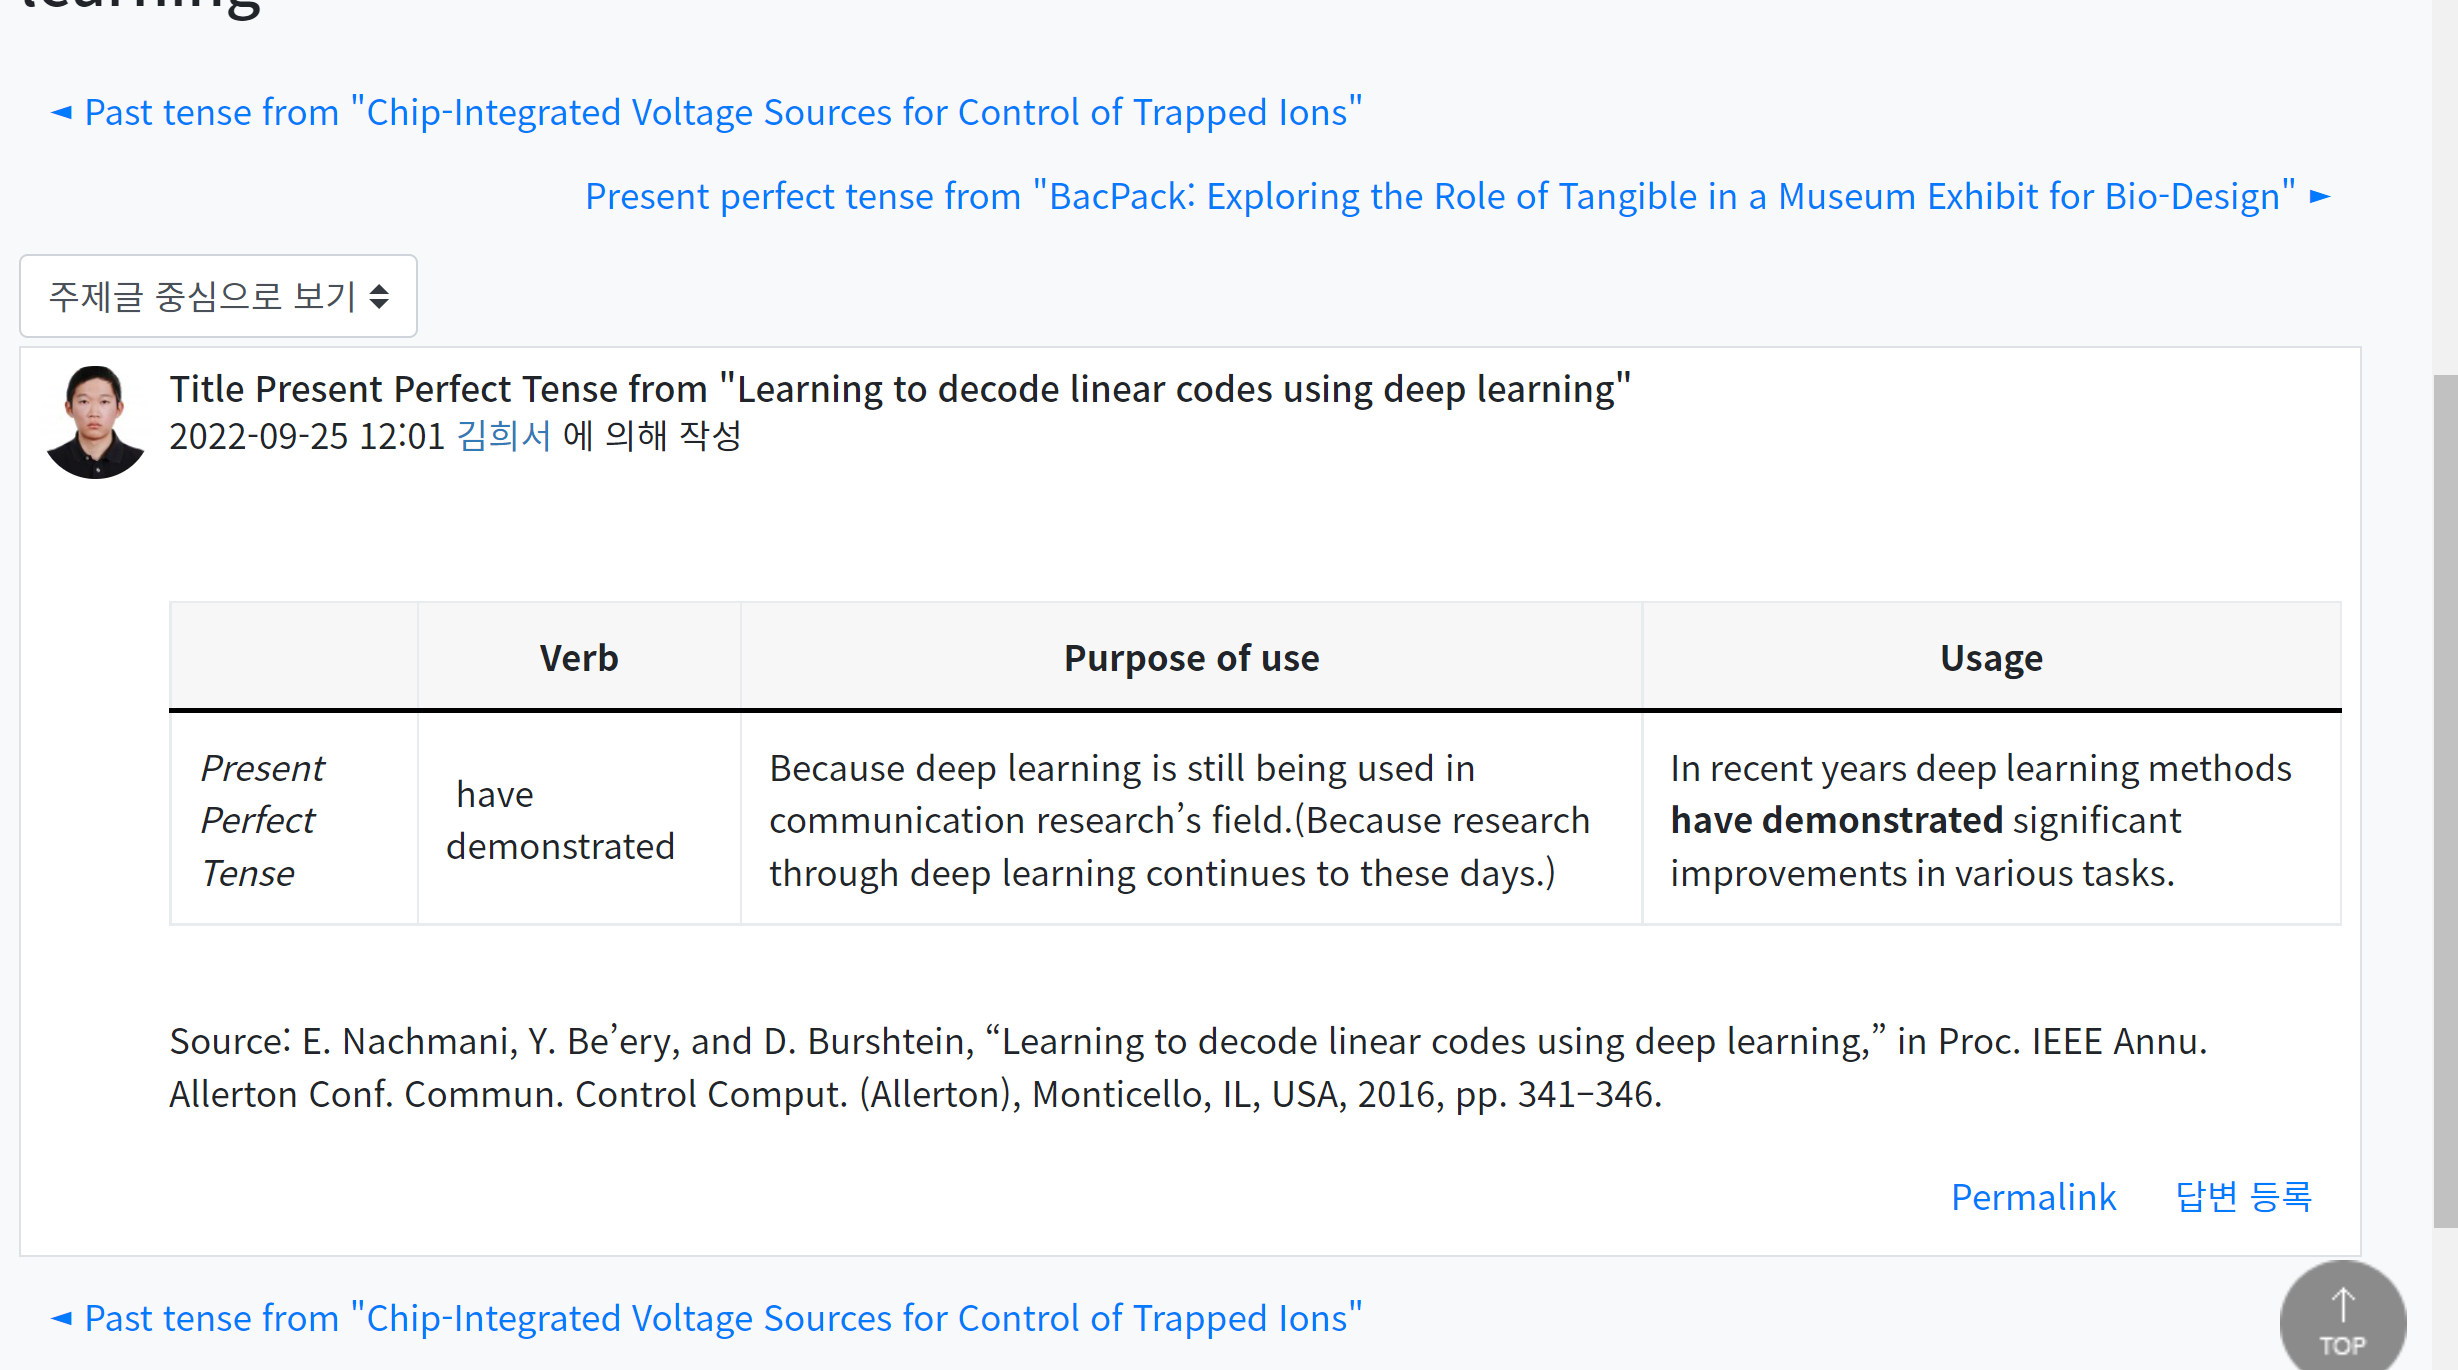 learning
◄ Past tense from "Chip-Integrated Voltage Sources for Control of Trapped Ions"
Present perfect tense from "BacPack: Exploring the Role of Tangible in a Museum Exhibit for Bio-Design" ►
주제글 중심으로 보기
Title Present Perfect Tense from "Learning to decode linear codes using deep learning"
2022-09-25 12:01 김희서 에 의해 작성
Verb
Purpose of use
Usage
Present
Perfect
Tense
have
demonstrated
Because deep learning is still being used in
communication research’s field.(Because research
through deep learning continues to these days.)
In recent years deep learning methods
have demonstrated significant
improvements in various tasks.
Source: E. Nachmani, Y. Be’ery, and D. Burshtein, “Learning to decode linear codes using deep learning,” in Proc. IEEE Annu.
Allerton Conf. Commun. Control Comput. (Allerton), Monticello, IL, USA, 2016, pp. 341–346.
Permalink 답변 등록
◄ Past tense from "Chip-Integrated Voltage Sources for Control of Trapped Ions"
TOP